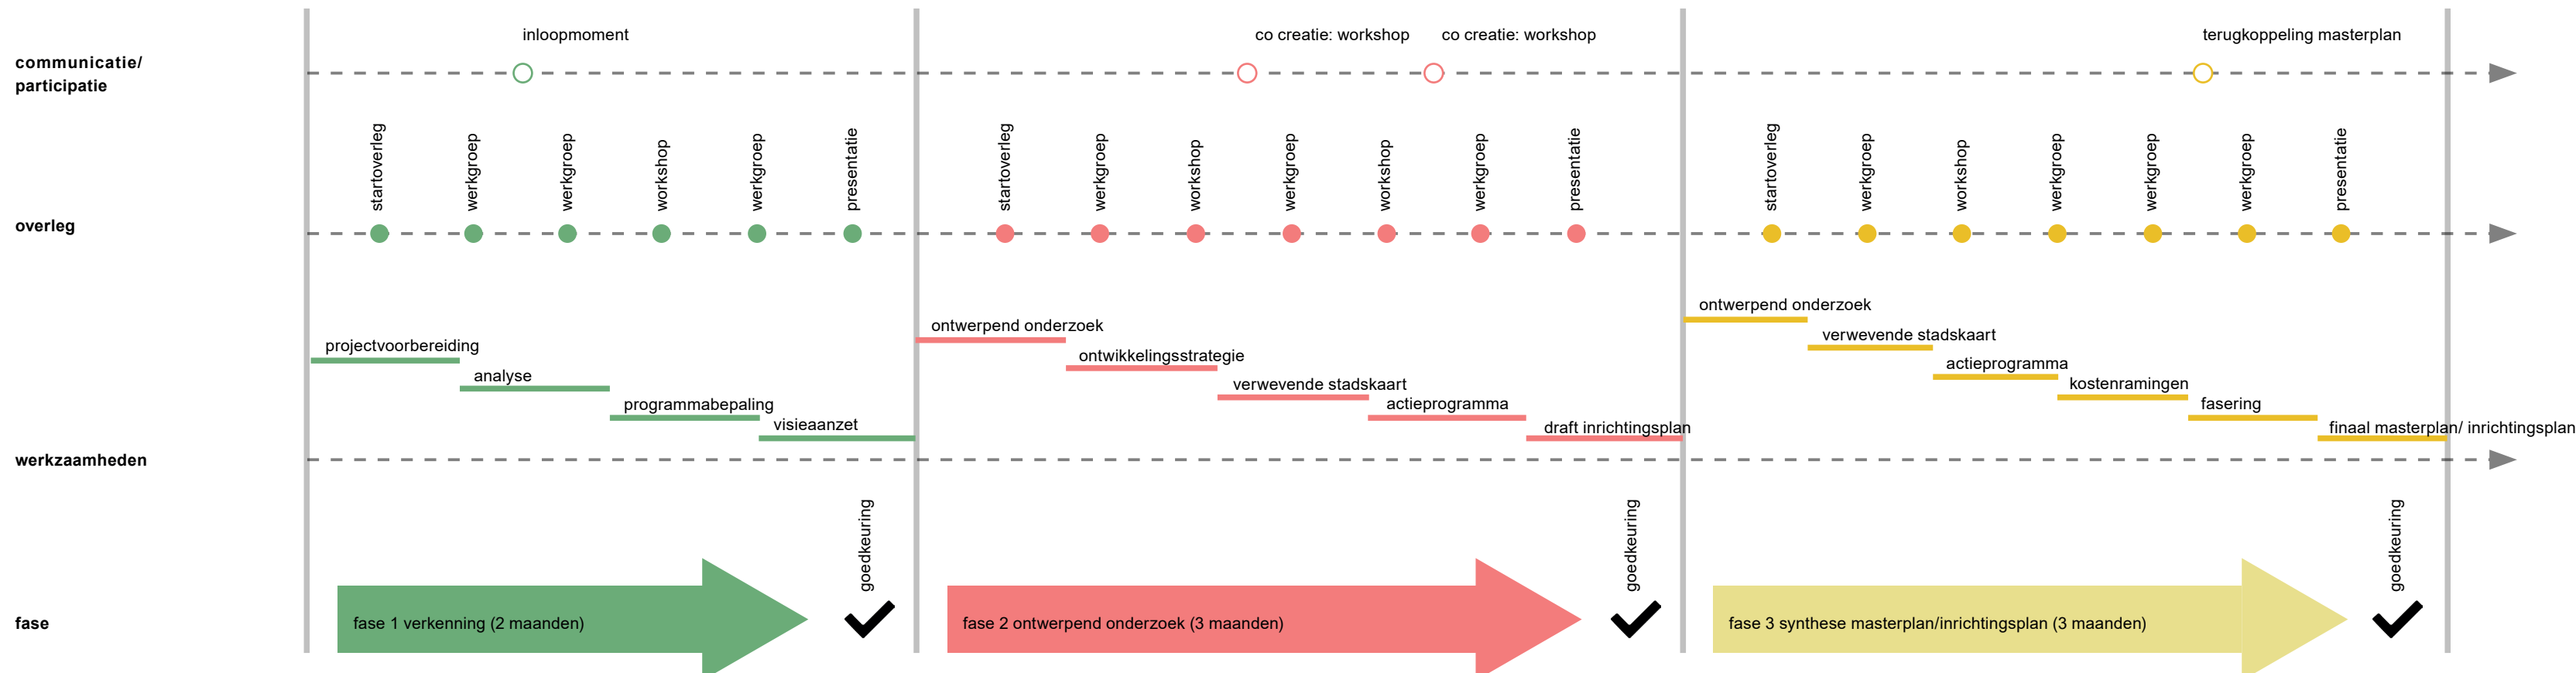 inloopmoment
co creatie: workshop
co creatie: workshop
terugkoppeling masterplan
communicatie/
participatie
startoverleg
werkgroep
werkgroep
workshop
werkgroep
presentatie
startoverleg
werkgroep
workshop
werkgroep
workshop
werkgroep
presentatie
startoverleg
werkgroep
workshop
werkgroep
werkgroep
werkgroep
presentatie
overleg
projectvoorbereiding
analyse
programmabepaling
visieaanzet
ontwerpend onderzoek
ontwikkelingsstrategie
verwevende stadskaart
actieprogramma
draft inrichtingsplan
ontwerpend onderzoek
verwevende stadskaart
actieprogramma
kostenramingen
fasering
finaal masterplan/ inrichtingsplan
werkzaamheden
goedkeuring
goedkeuring
goedkeuring
fase
fase 1 verkenning (2 maanden)
fase 2 ontwerpend onderzoek (3 maanden)
fase 3 synthese masterplan/inrichtingsplan (3 maanden)